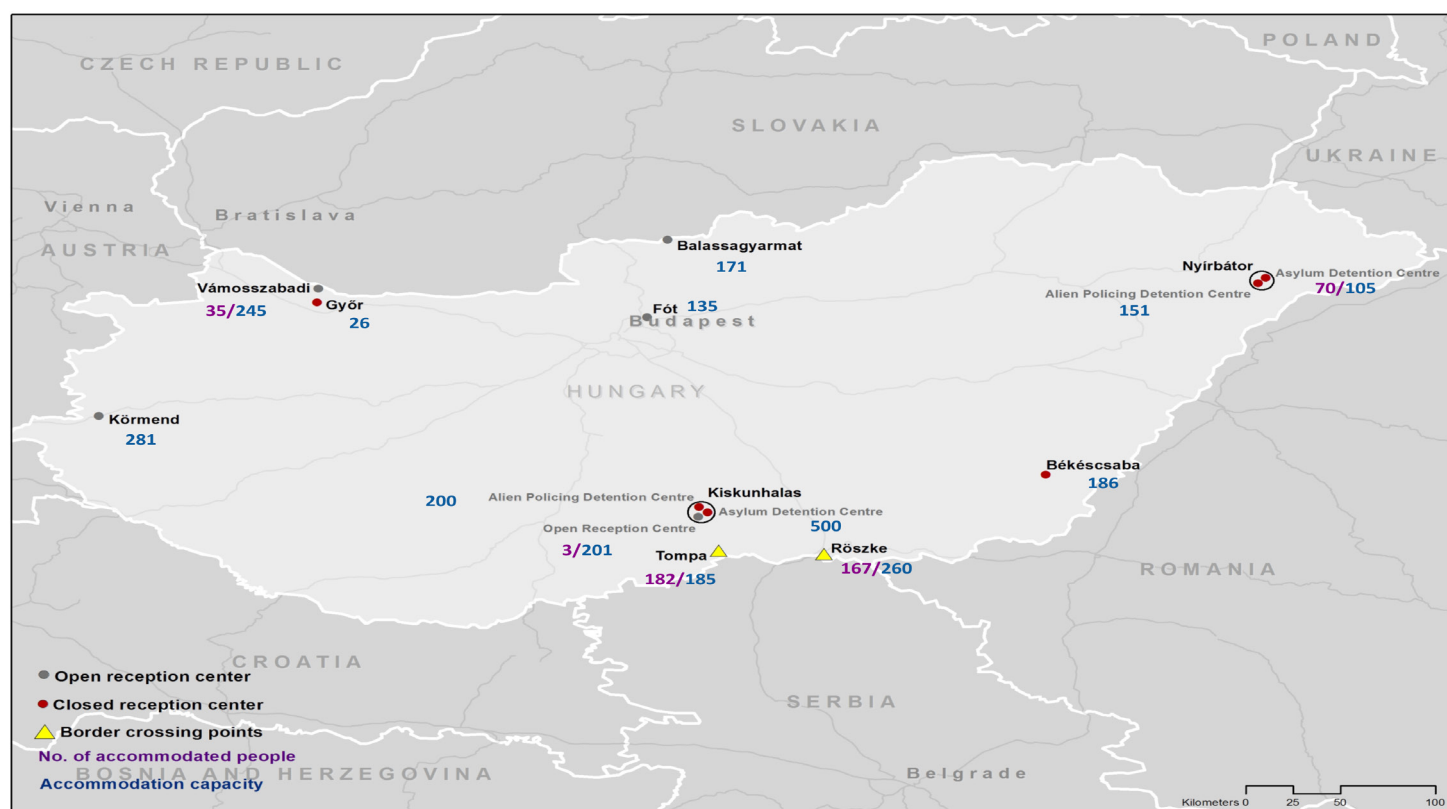 POLAND
CZECH REPUBLIC
SLOVAKIA
UKRAINE
Vienna
Bratislava
AUSTRIA
Balassagyarmat
171
Nyírbátor
Asylum Detention Centre
70/105
Alien Policing Detention Centre
151
Vámosszabadi
35/245
Győr
26
Fót
135
Budapest
HUNGARY
Körmend
281
Békéscsaba
186
200
Alien Policing Detention Centre
Kiskunhalas
Asylum Detention Centre
500
Open Reception Centre
3/201
Tompa
182/185
Röszke
167/260
ROMANIA
CROATIA
SERBIA
Open reception center
Closed reception center
Border crossing points
No. of accommodated people
BOSNIA AND HERZEGOVINA
Accommodation capacity
Belgrade
Kilometers 0 25 50 100